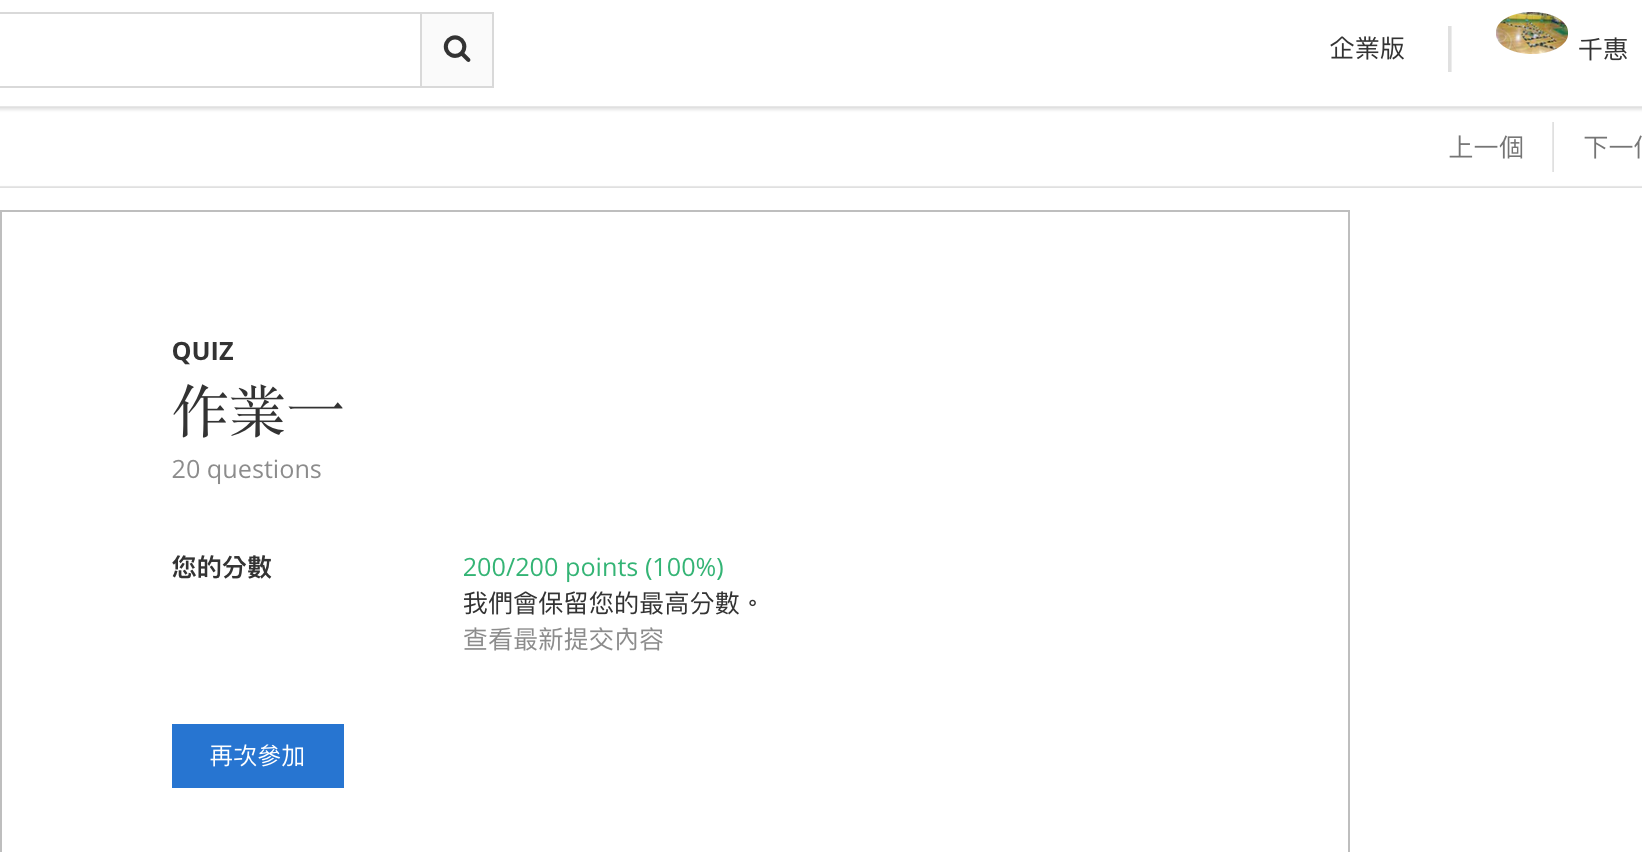 企業版
千惠
上一個
下一
QUIZ
作業一
20 questions
您的分數
200/200 points (100%)
我們會保留您的最高分數。
查看最新提交內容
再次參加